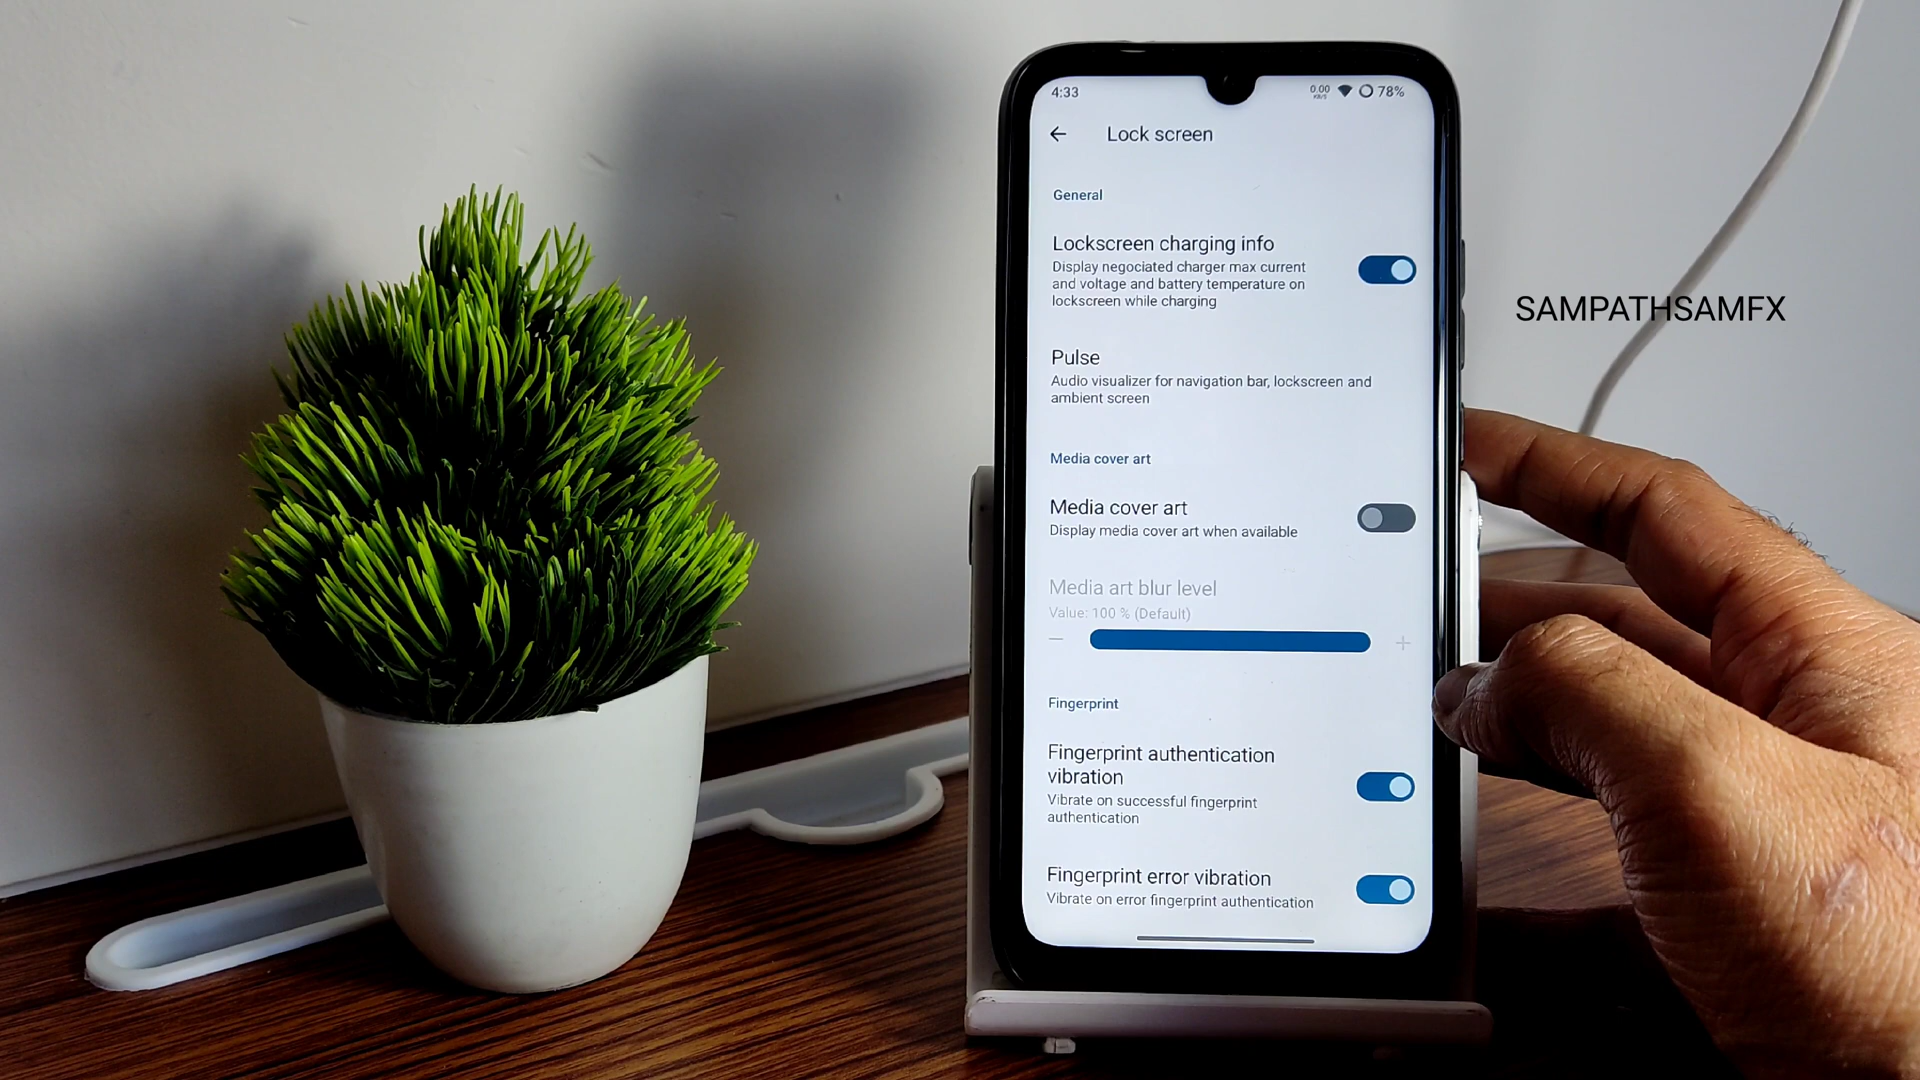 4:33
0.00
KB/S
78%
Lock screen
General
Lockscreen charging info
Display negociated charger max current
and voltage and battery temperature on
lockscreen while charging
Pulse
Audio visualizer for navigation bar, lockscreen and
ambient screen
Media cover art
Media cover art
Display media cover art when available
Media art blur level
Value: 100 % (Default)
Fingerprint
Fingerprint authentication
vibration
Vibrate on successful fingerprint
authentication
Fingerprint error vibration
Vibrate on error fingerprint authentication
SAMPATHSAMFX